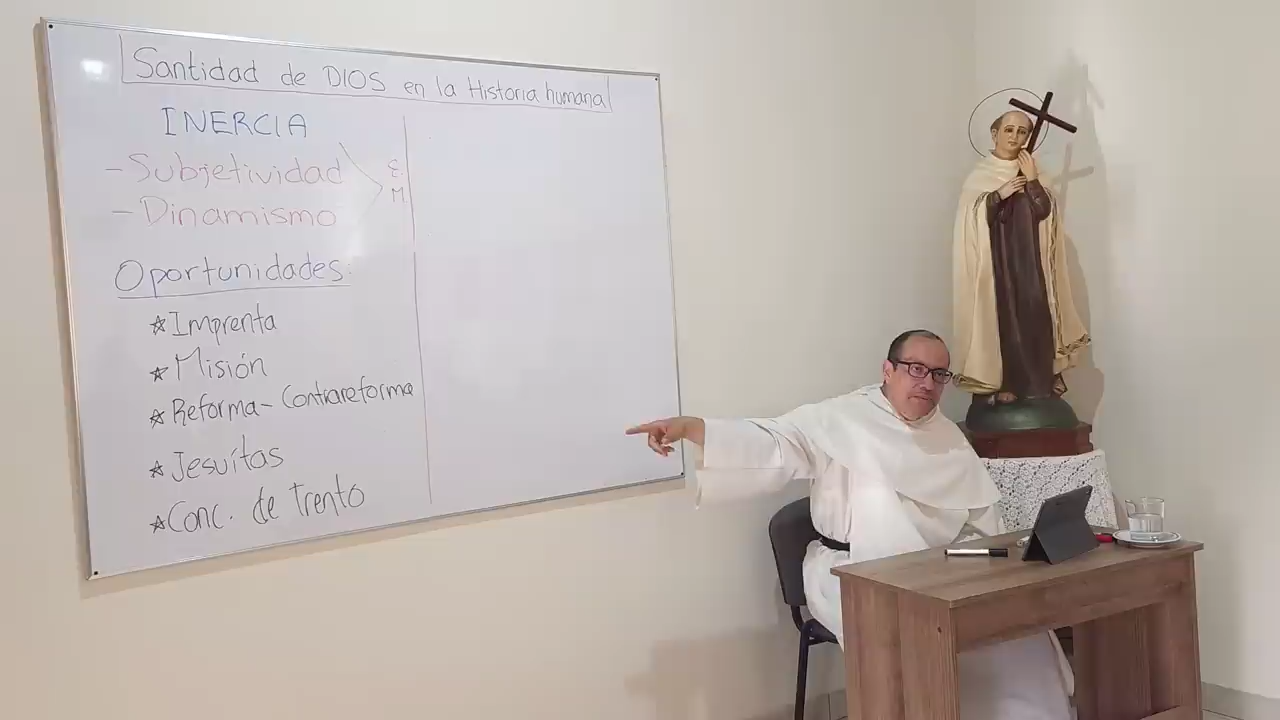 Santidad de DIOS en la Historia humana
INERCIA
- Subjetividad
- Dinamismo
E.
M.
Oportunidades:
☆ Imprenta
☆ Misión
☆ Reforma - Contrareforma
☆ Jesuítas
☆ Conc. de Trento